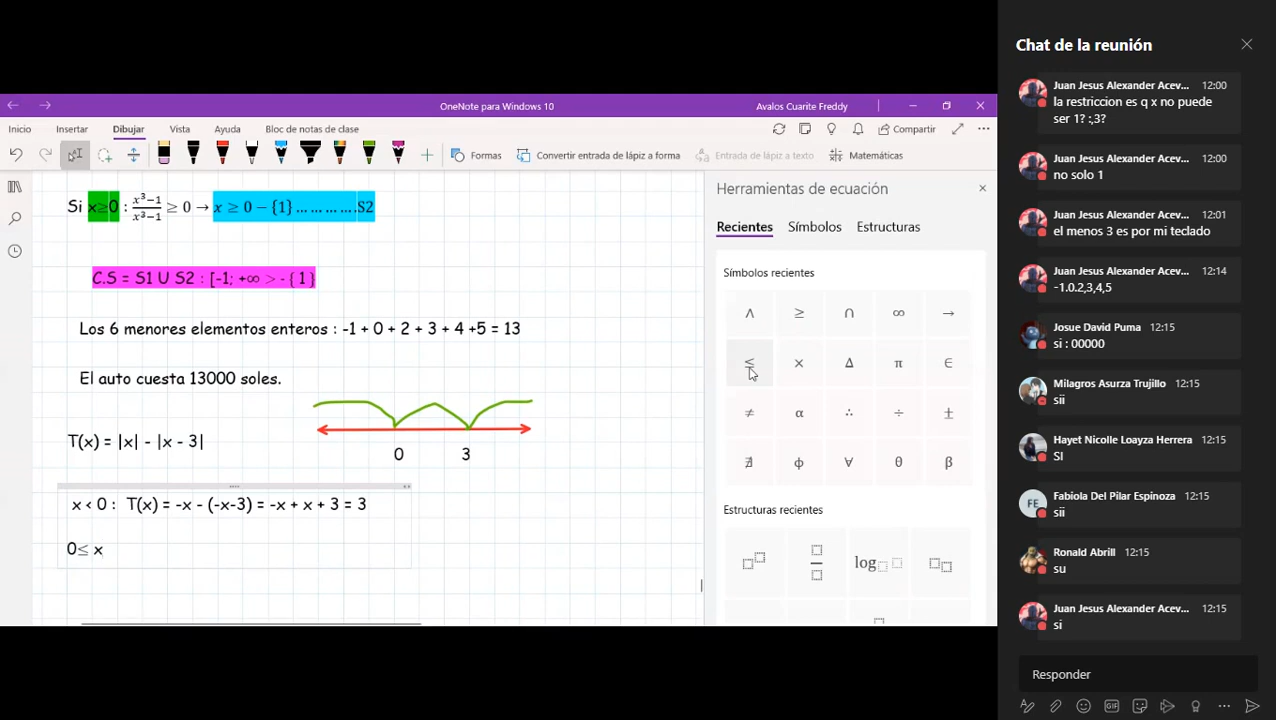 OneNote para Windows 10
Avalos Cuarite Freddy
Inicio Insertar Dibujar Vista Ayuda Bloc de notas de clase
Compartir
Formas Convertir entrada de lápiz a forma Entrada de lápiz a texto Matemáticas
Si x≥0 : x³−1/x³−1 ≥ 0 → x ≥ 0 − {1} ... ... ... ... .S2
C.S = S1 U S2 : [-1; +∞ > - { 1 }
Los 6 menores elementos enteros : -1 + 0 + 2 + 3 + 4 +5 = 13
El auto cuesta 13000 soles.
T(x) = |x| - |x - 3|
0 3
x < 0 : T(x) = -x - (-x-3) = -x + x + 3 = 3
0≤ x
Herramientas de ecuación
Recientes Símbolos Estructuras
Símbolos recientes
∧ ≥ ∩ ∞ →
≤ × Δ π ∈
≠ α ∴ ÷ ±
∄ ϕ ∀ θ β
Estructuras recientes
log
Chat de la reunión
Juan Jesus Alexander Acev... 12:00
la restriccion es q x no puede
ser 1? :,3?
Juan Jesus Alexander Acev... 12:00
no solo 1
Juan Jesus Alexander Acev... 12:01
el menos 3 es por mi teclado
Juan Jesus Alexander Acev... 12:14
-1.0.2,3,4,5
Josue David Puma 12:15
si : 00000
Milagros Asurza Trujillo 12:15
sii
Hayet Nicolle Loayza Herrera 12:15
SI
FE
Fabiola Del Pilar Espinoza 12:15
sii
Ronald Abrill 12:15
su
Juan Jesus Alexander Acev... 12:15
si
Responder
GIF